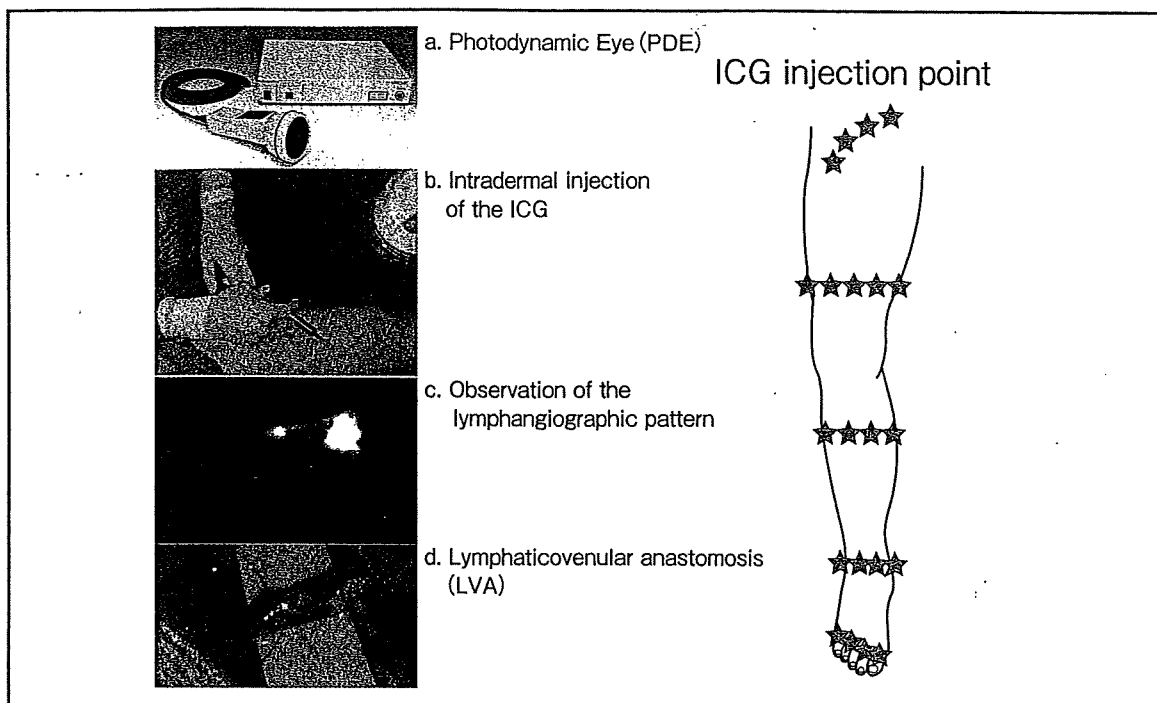 a. Photodynamic Eye (PDE)
ICG injection point
b. Intradermal injection
of the ICG
c. Observation of the
lymphangiographic pattern
d. Lymphaticovenular anastomosis
(LVA)